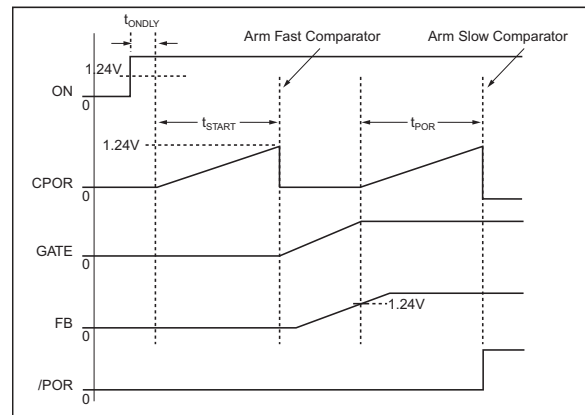 tONDLY
Arm Fast Comparator
Arm Slow Comparator
1.24V
ON
0
tSTART
tPOR
1.24V
CPOR
0
GATE
0
1.24V
FB
0
/POR
0